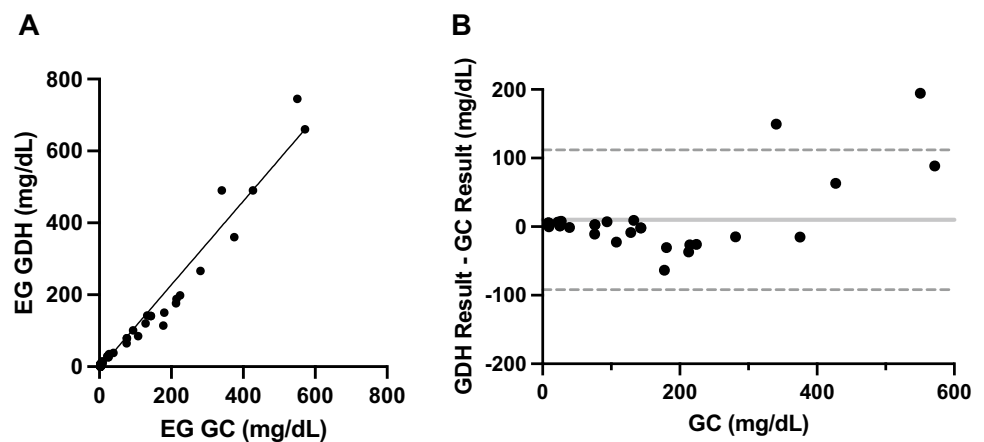 A
B
EG GDH (mg/dL)
800
600
400
200
0
0 200 400 600 800
EG GC (mg/dL)
GDH Result - GC Result (mg/dL)
200
100
0
-100
-200
0 200 400 600
GC (mg/dL)